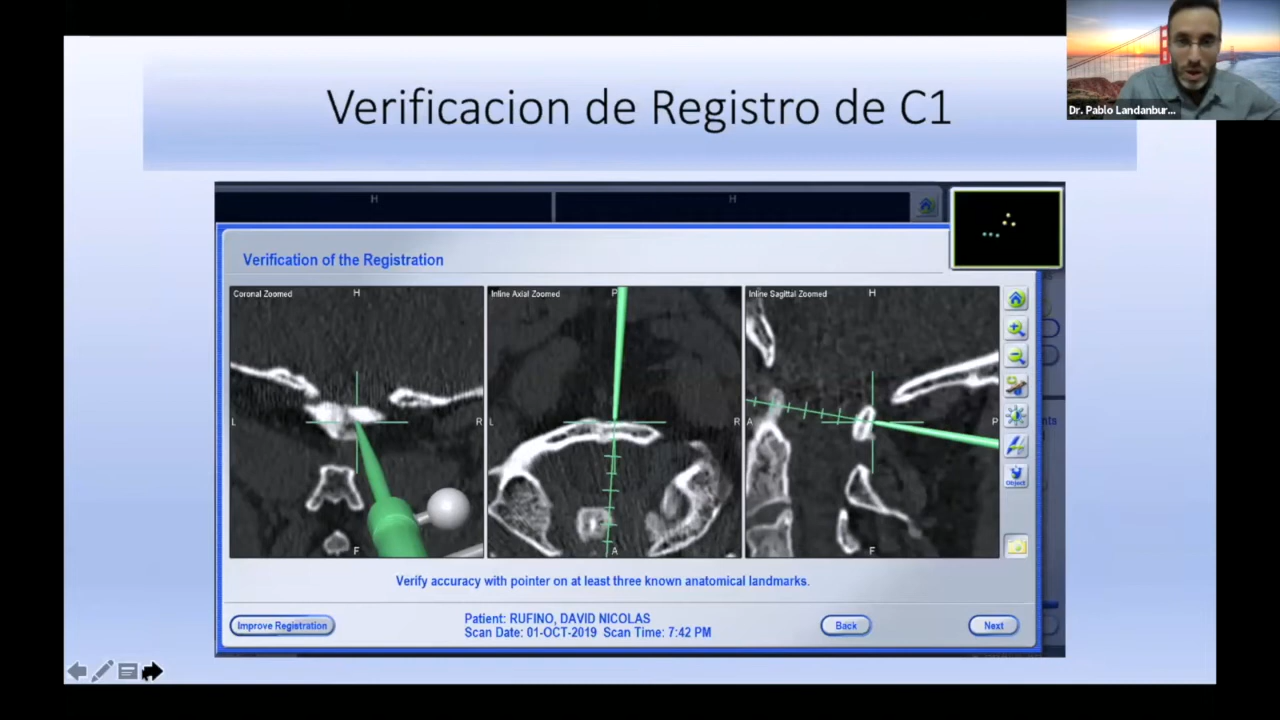 Verificacion de Registro de C1
Dr. Pablo Landanbur...
H
H
Verification of the Registration
Coronal Zoomed
H
L
R
F
Inline Axial Zoomed
P
L
R
A
Inline Sagittal Zoomed
H
A
P
F
Object
nts
Verify accuracy with pointer on at least three known anatomical landmarks.
Improve Registration
Patient: RUFINO, DAVID NICOLAS
Scan Date: 01-OCT-2019 Scan Time: 7:42 PM
Back
Next